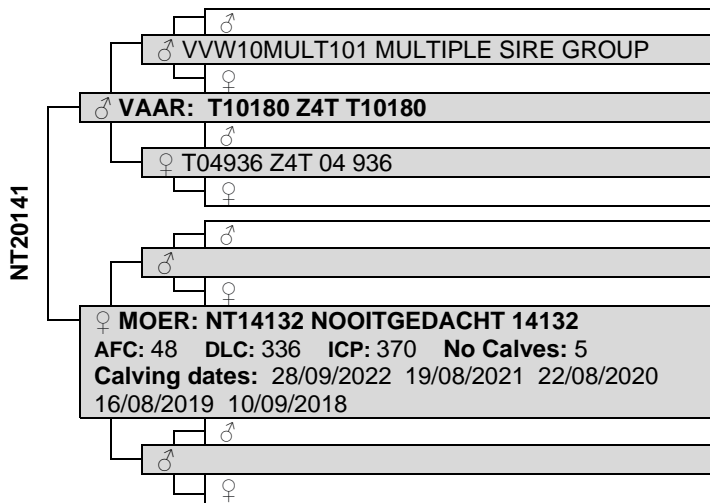 ♂
♂ VVW10MULT101 MULTIPLE SIRE GROUP
♀
♂ VAAR: T10180 Z4T T10180
♂
♀ T04936 Z4T 04 936
♀
NT20141
♂
♂
♀
♀ MOER: NT14132 NOOITGEDACHT 14132
AFC: 48 DLC: 336 ICP: 370 No Calves: 5
Calving dates: 28/09/2022 19/08/2021 22/08/2020
16/08/2019 10/09/2018
♂
♂
♀